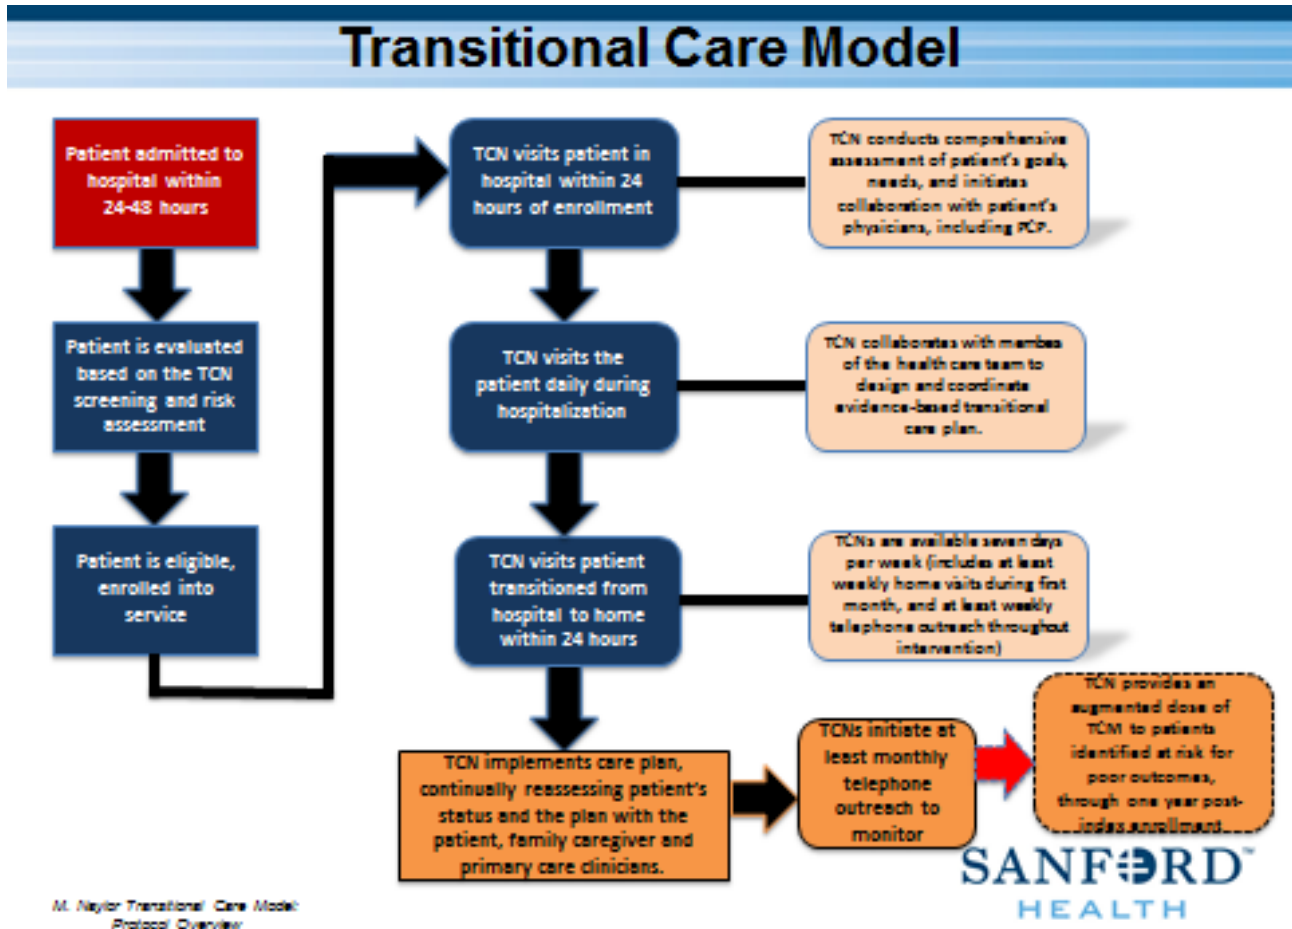 Transitional Care Model
Patient admitted to
hospital within
24-48 hours
Patient is evaluated
based on the TCN
screening and risk
assessment
Patient is eligible,
enrolled into
service
TCN visits patient in
hospital within 24
hours of enrollment
TCN visits the
patient daily during
hospitalization
TCN visits patient
transitioned from
hospital to home
within 24 hours
TCN conducts comprehensive
assessment of patient's goals,
needs, and initiates
collaboration with patient's
physicians, including PCP.
TCN collaborates with member
of the health care team to
design and coordinate
evidence-based transitional
care plan.
TCNs are available seven days
per week (includes at least
weekly home visits during first
month, and at least weekly
telephone outreach throughout
intervention)
TCN implements care plan,
continually reassessing patient's
status and the plan with the
patient, family caregiver and
primary care clinicians.
TCNs initiate at
least monthly
telephone
outreach to
monitor
TCN provides an
augmented dose of
TCM to patients
identified at risk for
poor outcomes,
through one year post-
index enrollment
SANFORD™
HEALTH
M. Naylor Transitional Care Model:
Protocol Overview